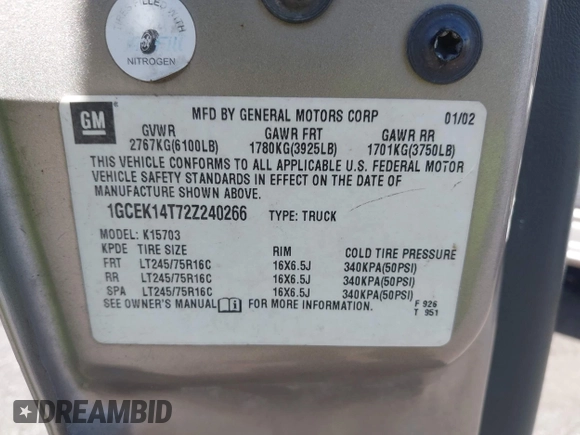 TIRE FILLED WITH
NITROGEN
GM
MFD BY GENERAL MOTORS CORP 01/02
GVWR GAWR FRT GAWR RR
2767KG(6100LB) 1780KG(3925LB) 1701KG(3750LB)
THIS VEHICLE CONFORMS TO ALL APPLICABLE U.S. FEDERAL MOTOR
VEHICLE SAFETY STANDARDS IN EFFECT ON THE DATE OF
MANUFACTURE SHOWN ABOVE.
1GCEK14T72Z240266 TYPE: TRUCK
MODEL: K15703
KPDE TIRE SIZE RIM COLD TIRE PRESSURE
FRT LT245/75R16C 16X6.5J 340KPA(50PSI)
RR LT245/75R16C 16X6.5J 340KPA(50PSI)
SPA LT245/75R16C 16X6.5J 340KPA(50PSI)
SEE OWNER'S MANUAL FOR MORE INFORMATION.
F 926
T 951
DREAMBID